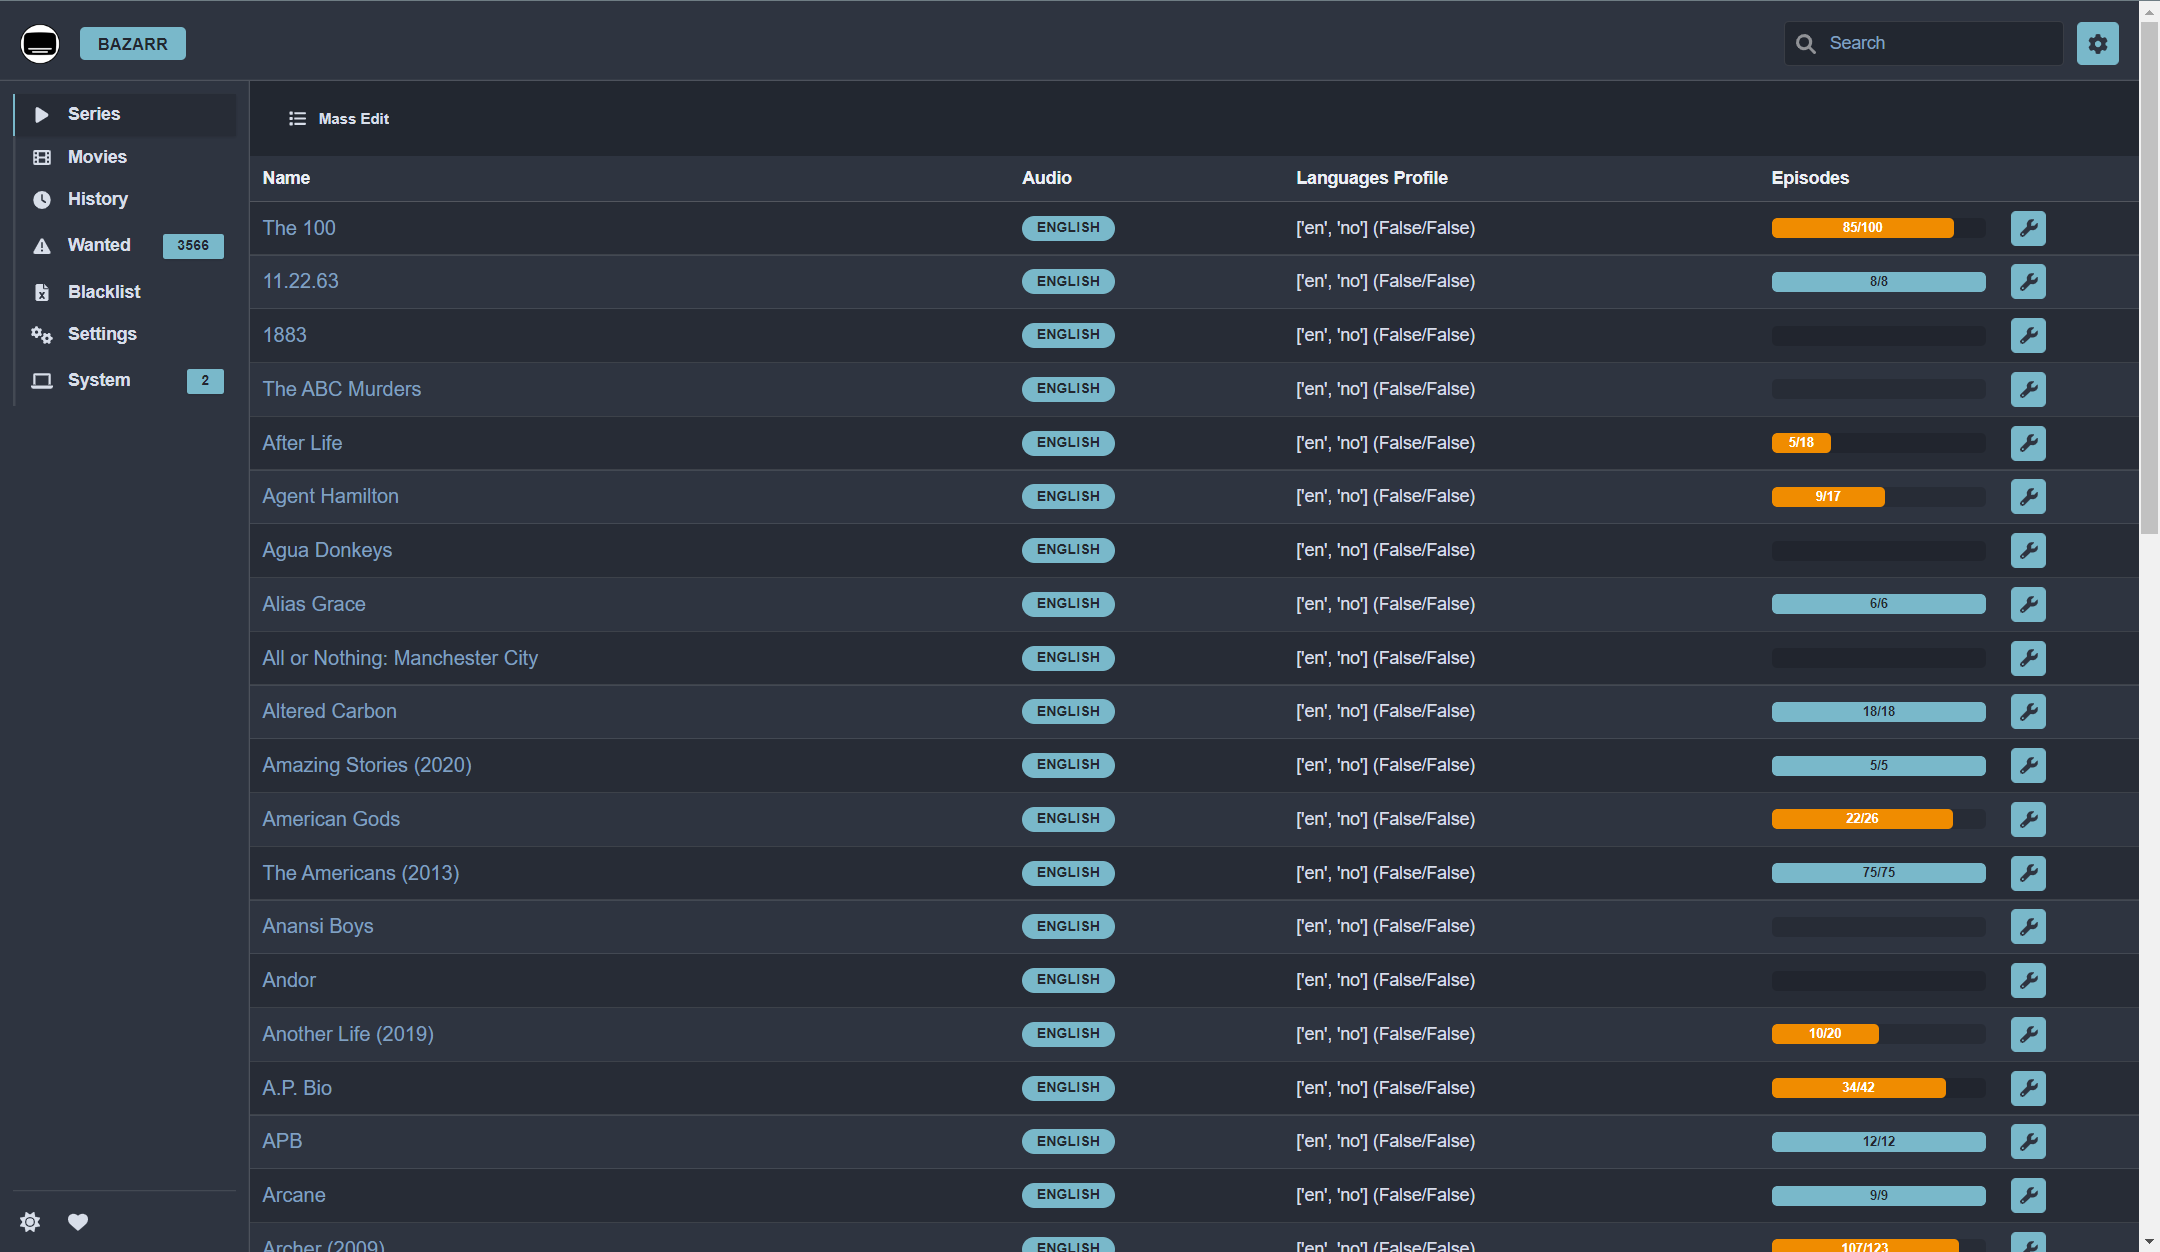 BAZARR
Search
Series
Movies
History
Wanted 3566
Blacklist
Settings
System 2
Mass Edit
Name Audio Languages Profile Episodes
The 100 ENGLISH ['en', 'no'] (False/False) 85/100
11.22.63 ENGLISH ['en', 'no'] (False/False) 8/8
1883 ENGLISH ['en', 'no'] (False/False)
The ABC Murders ENGLISH ['en', 'no'] (False/False)
After Life ENGLISH ['en', 'no'] (False/False) 5/18
Agent Hamilton ENGLISH ['en', 'no'] (False/False) 9/17
Agua Donkeys ENGLISH ['en', 'no'] (False/False)
Alias Grace ENGLISH ['en', 'no'] (False/False) 6/6
All or Nothing: Manchester City ENGLISH ['en', 'no'] (False/False)
Altered Carbon ENGLISH ['en', 'no'] (False/False) 18/18
Amazing Stories (2020) ENGLISH ['en', 'no'] (False/False) 5/5
American Gods ENGLISH ['en', 'no'] (False/False) 22/26
The Americans (2013) ENGLISH ['en', 'no'] (False/False) 75/75
Anansi Boys ENGLISH ['en', 'no'] (False/False)
Andor ENGLISH ['en', 'no'] (False/False)
Another Life (2019) ENGLISH ['en', 'no'] (False/False) 10/20
A.P. Bio ENGLISH ['en', 'no'] (False/False) 34/42
APB ENGLISH ['en', 'no'] (False/False) 12/12
Arcane ENGLISH ['en', 'no'] (False/False) 9/9
Archer (2009) ENGLISH ['en', 'no'] (False/False) 107/123